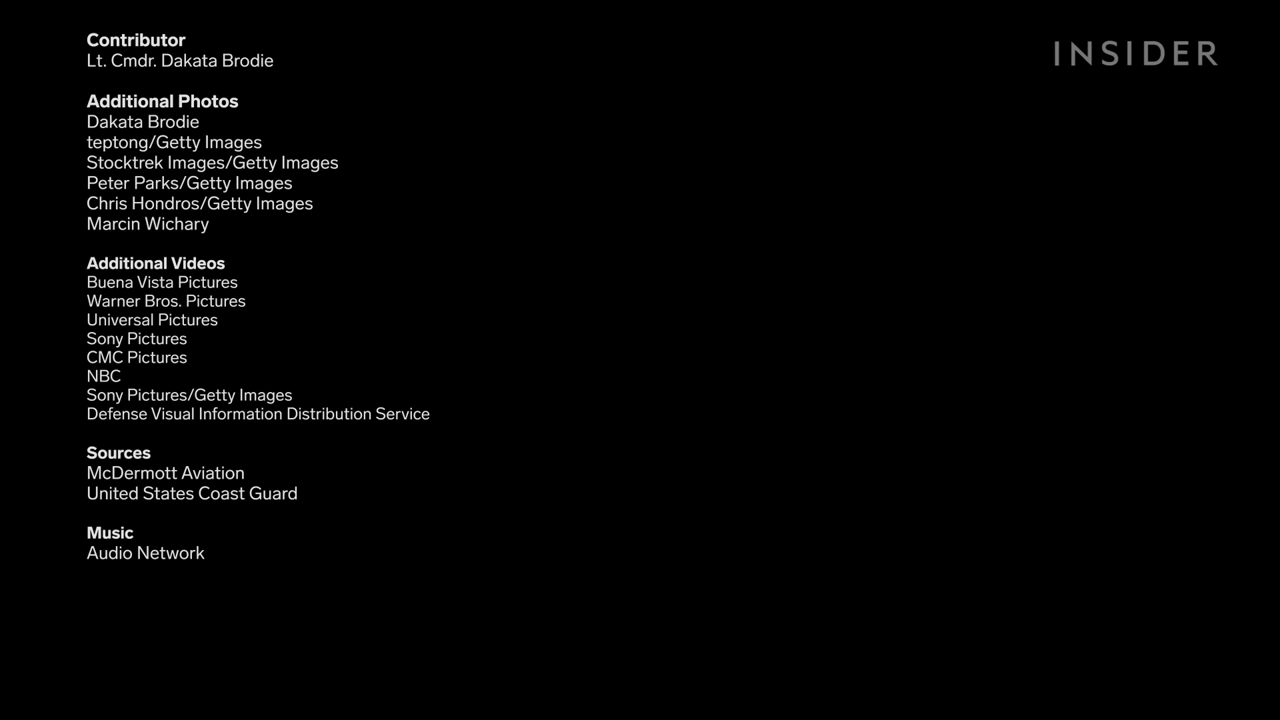 Contributor
Lt. Cmdr. Dakata Brodie
INSIDER
Additional Photos
Dakata Brodie
teptong/Getty Images
Stocktrek Images/Getty Images
Peter Parks/Getty Images
Chris Hondros/Getty Images
Marcin Wichary
Additional Videos
Buena Vista Pictures
Warner Bros. Pictures
Universal Pictures
Sony Pictures
CMC Pictures
NBC
Sony Pictures/Getty Images
Defense Visual Information Distribution Service
Sources
McDermott Aviation
United States Coast Guard
Music
Audio Network